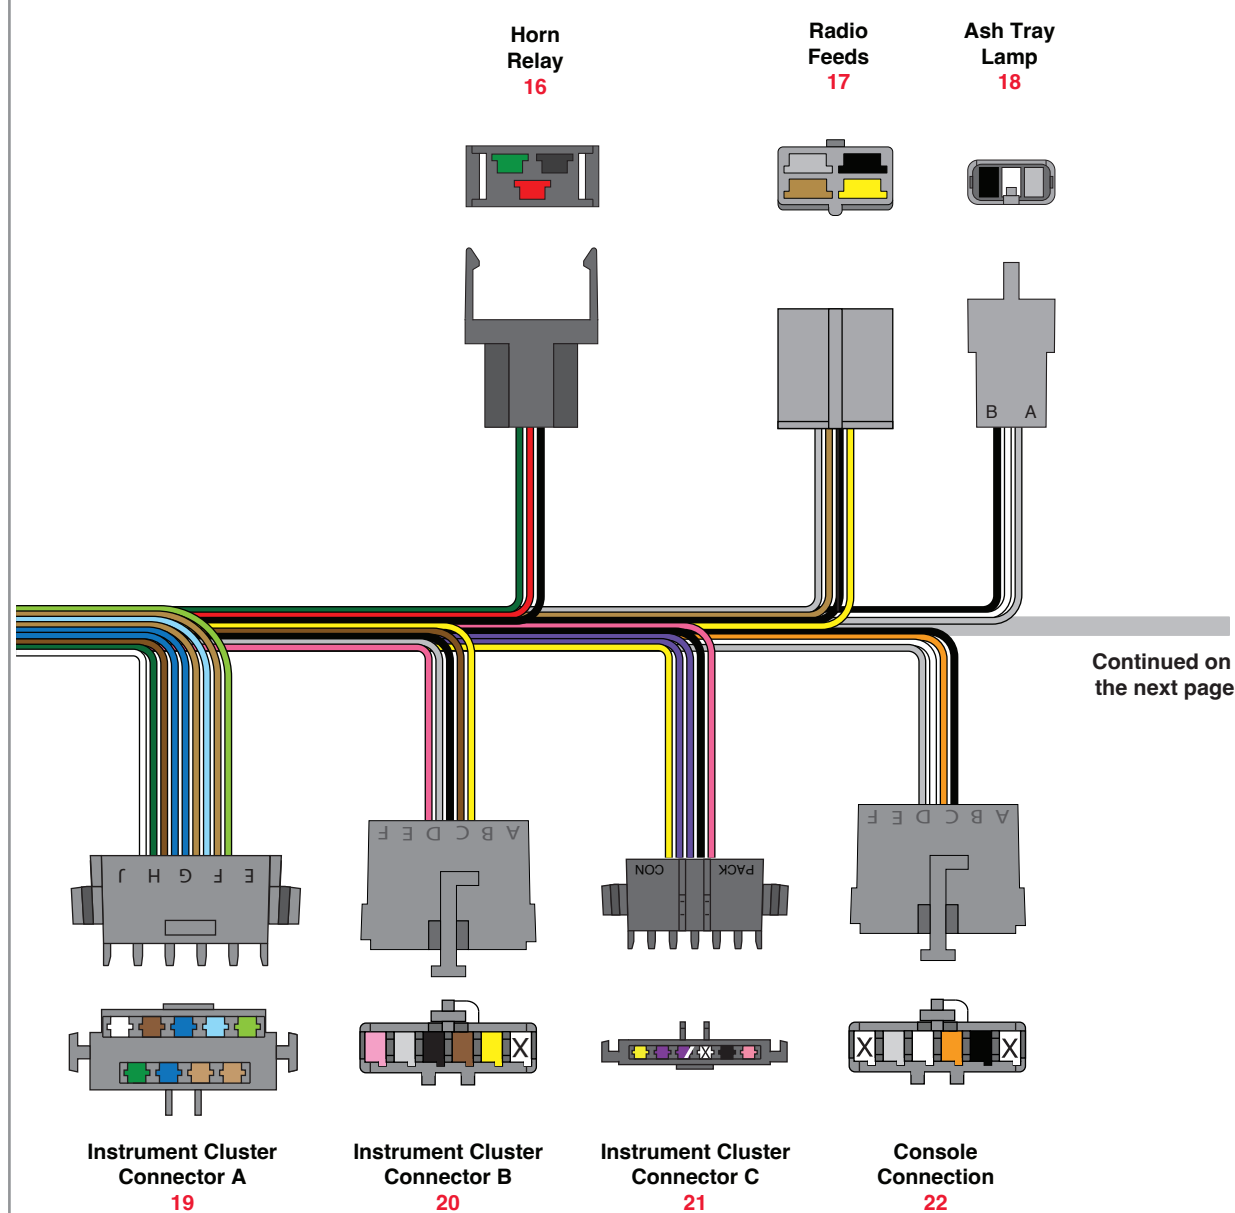 Horn
Relay
16
Radio
Feeds
17
Ash Tray
Lamp
18
B A
Continued on
the next page
J H G F E
F E D C B A
CON PACK
F E D C B A
X
X
X X
Instrument Cluster
Connector A
19
Instrument Cluster
Connector B
20
Instrument Cluster
Connector C
21
Console
Connection
22